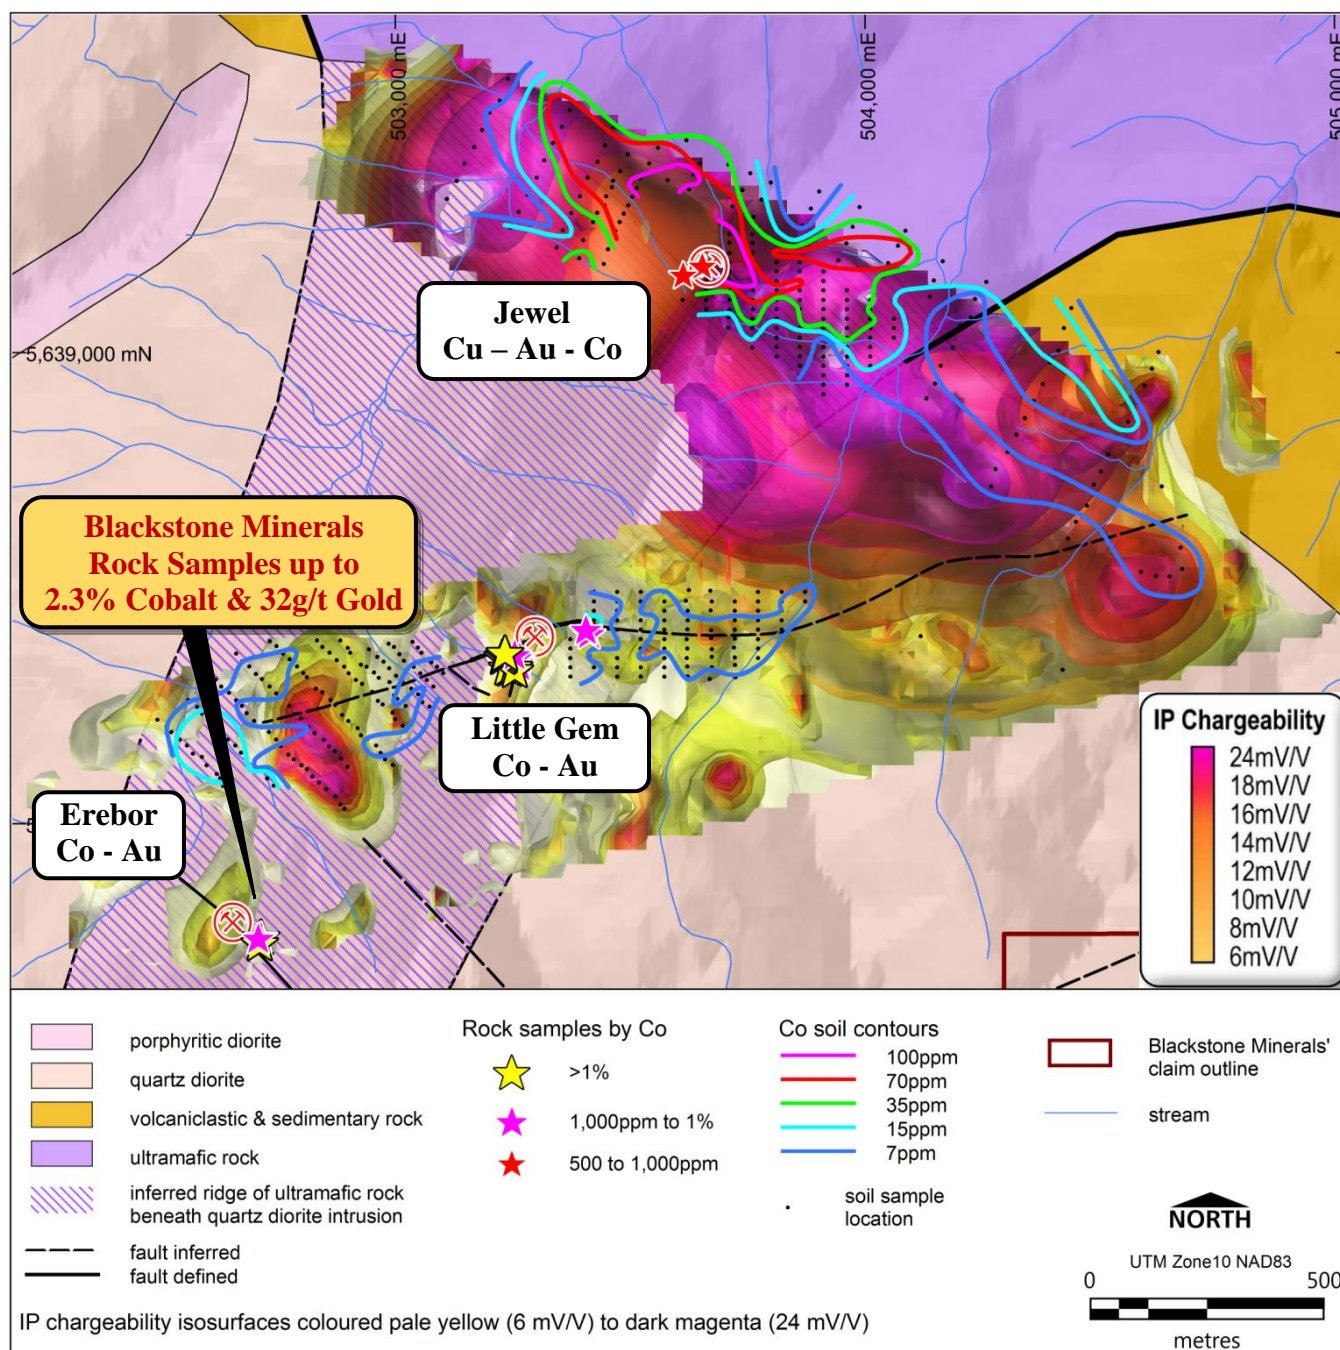 503,000 mE
504,000 mE
505,000 mE
Jewel
Cu – Au - Co
5,639,000 mN
Blackstone Minerals
Rock Samples up to
2.3% Cobalt & 32g/t Gold
Little Gem
Co - Au
Erebor
Co - Au
IP Chargeability
24mV/V
18mV/V
16mV/V
14mV/V
12mV/V
10mV/V
8mV/V
6mV/V
porphyritic diorite
quartz diorite
volcaniclastic & sedimentary rock
ultramafic rock
inferred ridge of ultramafic rock
beneath quartz diorite intrusion
fault inferred
fault defined
Rock samples by Co
>1%
1,000ppm to 1%
500 to 1,000ppm
Co soil contours
100ppm
70ppm
35ppm
15ppm
7ppm
soil sample
location
Blackstone Minerals'
claim outline
stream
NORTH
UTM Zone10 NAD83
0 500
metres
IP chargeability isosurfaces coloured pale yellow (6 mV/V) to dark magenta (24 mV/V)